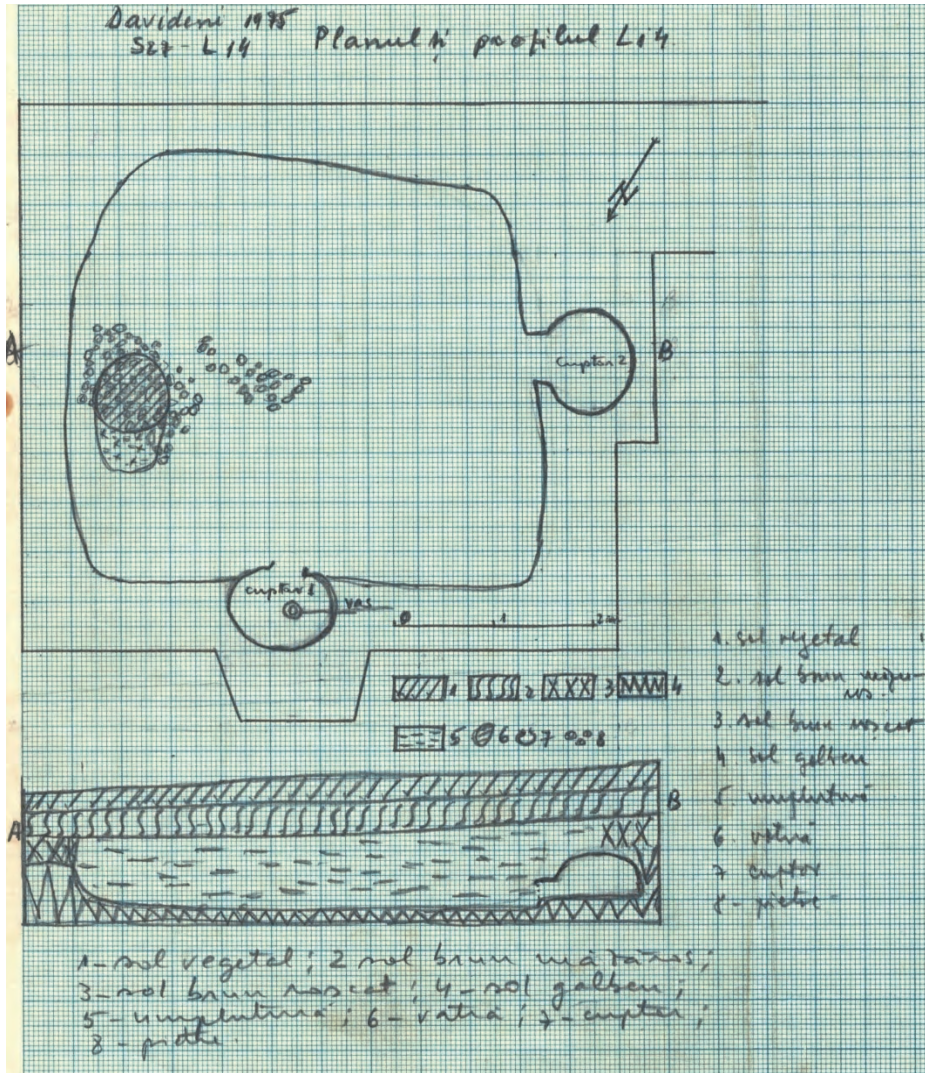 Davideni 1975
S27 - L14
Planul și profilul L14
A
cuptor 2
B
cuptor 1
vas
0 1 2m
1 2 3 4
5 6 7 8
1. sol vegetal
2. sol brun
3. sol brun roșcat
4 sol galben
5 umplutură
6 vatră
7 cuptor
8 - pietre
A
B
1 - sol vegetal; 2 sol brun măzăros;
3 - sol brun roșcat; 4 - sol galben;
5 - umplutură; 6 - vatră; 7 - cuptor;
8 - pietre.